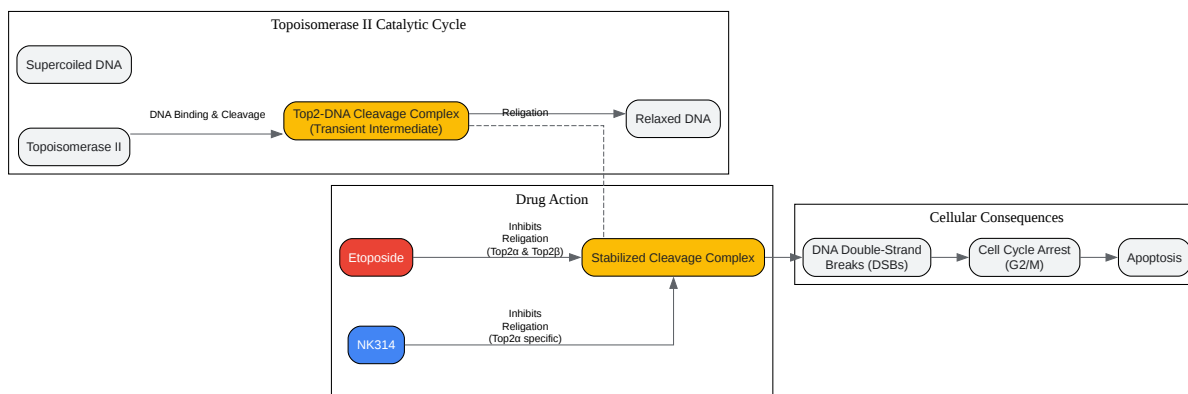 Topoisomerase II Catalytic Cycle
Supercoiled DNA
DNA Binding & Cleavage
Top2-DNA Cleavage Complex
(Transient Intermediate)
Religation
Relaxed DNA
Topoisomerase II
Drug Action
Etoposide
Inhibits
Religation
(Top2α & Top2β)
Stabilized Cleavage Complex
NK314
Inhibits
Religation
(Top2α specific)
Cellular Consequences
DNA Double-Strand
Breaks (DSBs)
Cell Cycle Arrest
(G2/M)
Apoptosis